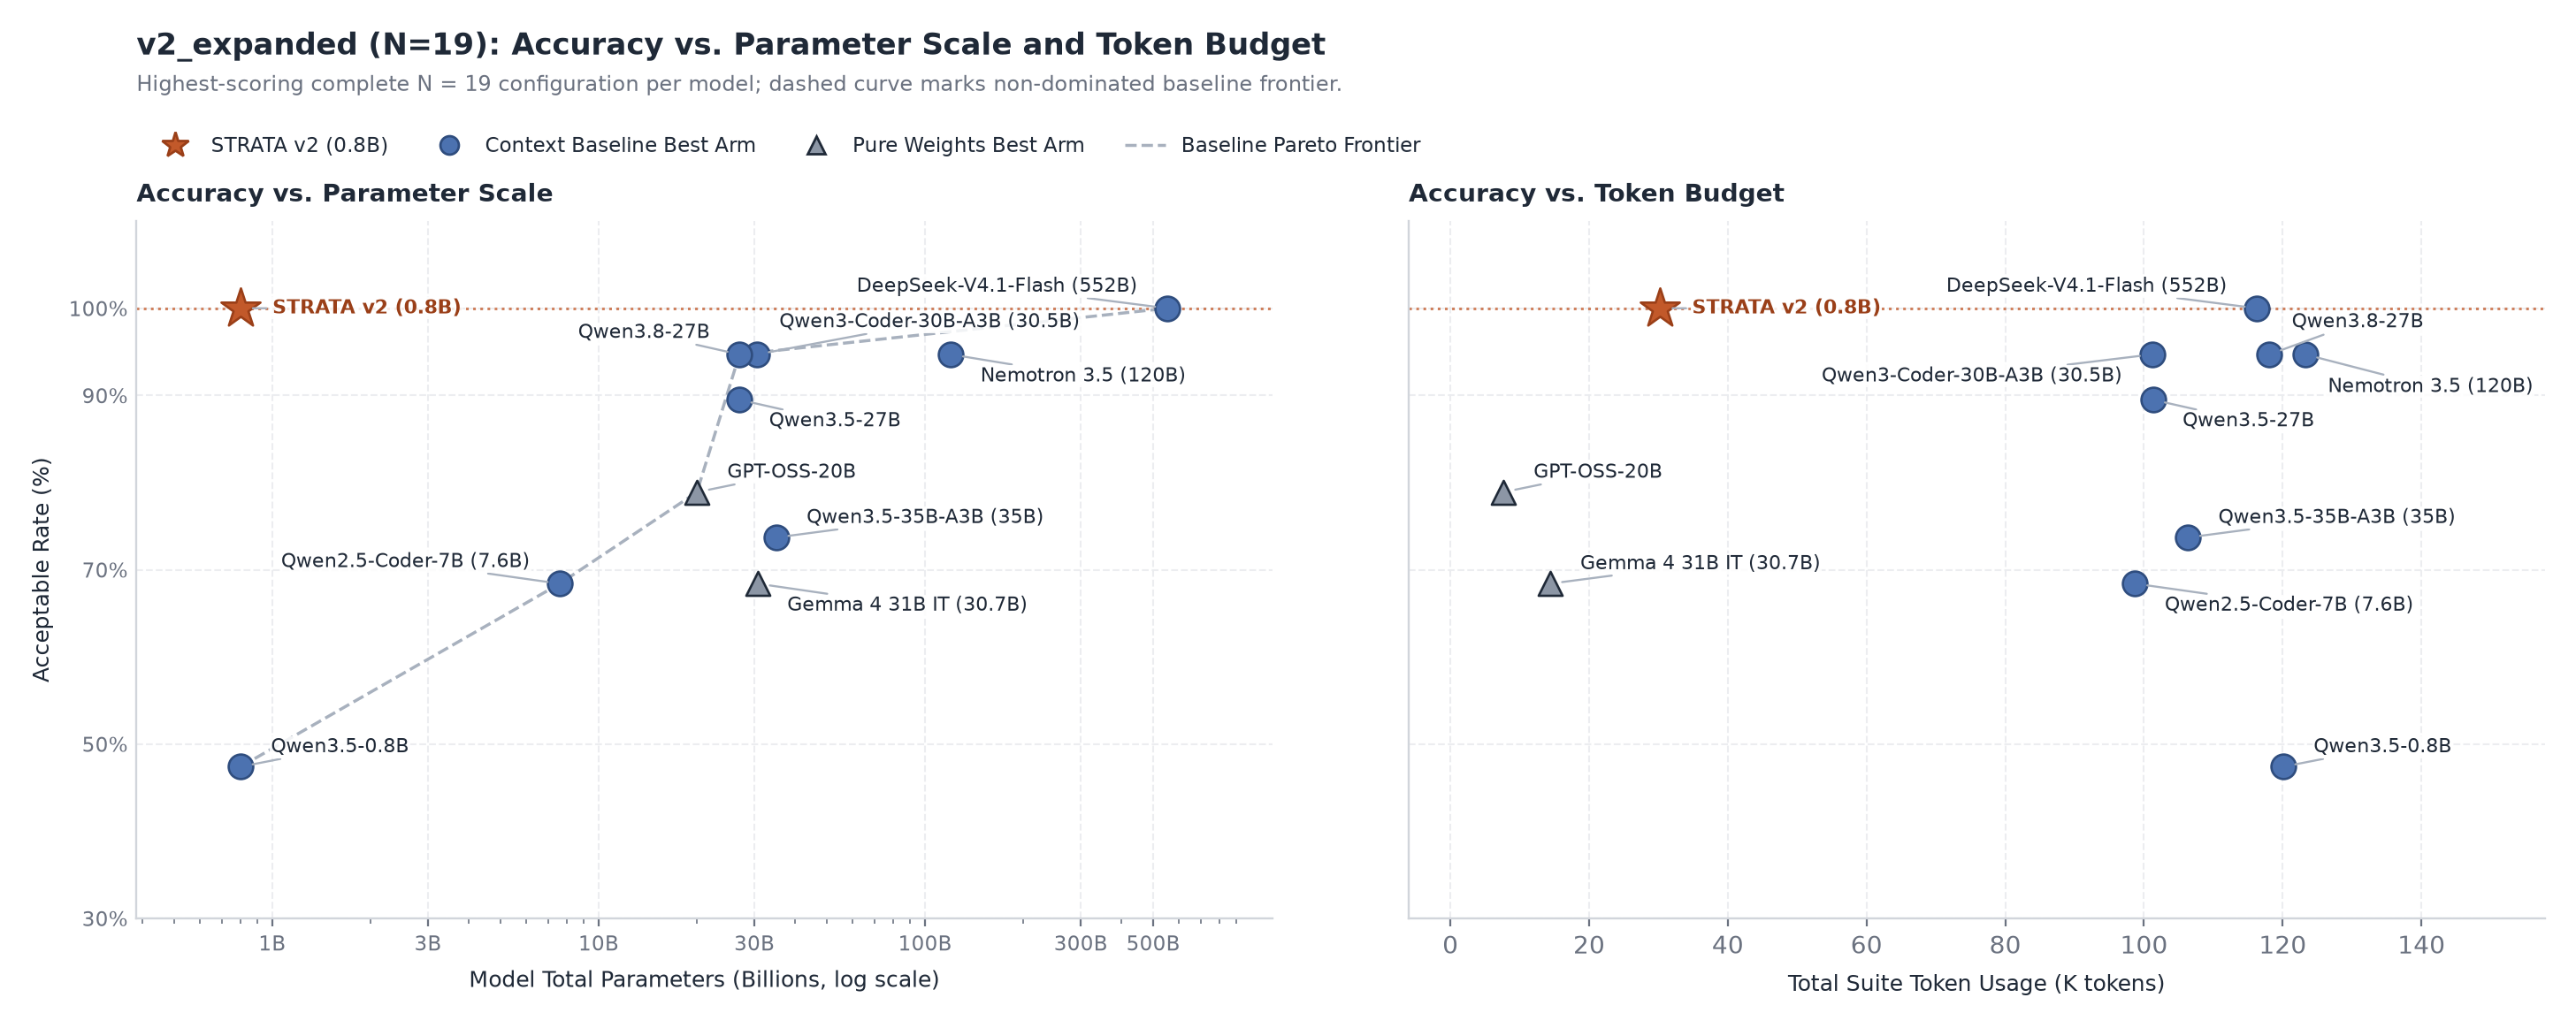 v2_expanded (N=19): Accuracy vs. Parameter Scale and Token Budget
Highest-scoring complete N = 19 configuration per model; dashed curve marks non-dominated baseline frontier.
STRATA v2 (0.8B)
Context Baseline Best Arm
Pure Weights Best Arm
Baseline Pareto Frontier
Accuracy vs. Parameter Scale
Acceptable Rate (%)
100%
90%
70%
50%
30%
DeepSeek-V4.1-Flash (552B)
STRATA v2 (0.8B)
Qwen3-Coder-30B-A3B (30.5B)
Qwen3.8-27B
Nemotron 3.5 (120B)
Qwen3.5-27B
GPT-OSS-20B
Qwen3.5-35B-A3B (35B)
Qwen2.5-Coder-7B (7.6B)
Gemma 4 31B IT (30.7B)
Qwen3.5-0.8B
1B
3B
10B
30B
100B
300B
500B
Model Total Parameters (Billions, log scale)
Accuracy vs. Token Budget
DeepSeek-V4.1-Flash (552B)
STRATA v2 (0.8B)
Qwen3.8-27B
Qwen3-Coder-30B-A3B (30.5B)
Nemotron 3.5 (120B)
Qwen3.5-27B
GPT-OSS-20B
Qwen3.5-35B-A3B (35B)
Gemma 4 31B IT (30.7B)
Qwen2.5-Coder-7B (7.6B)
Qwen3.5-0.8B
0
20
40
60
80
100
120
140
Total Suite Token Usage (K tokens)